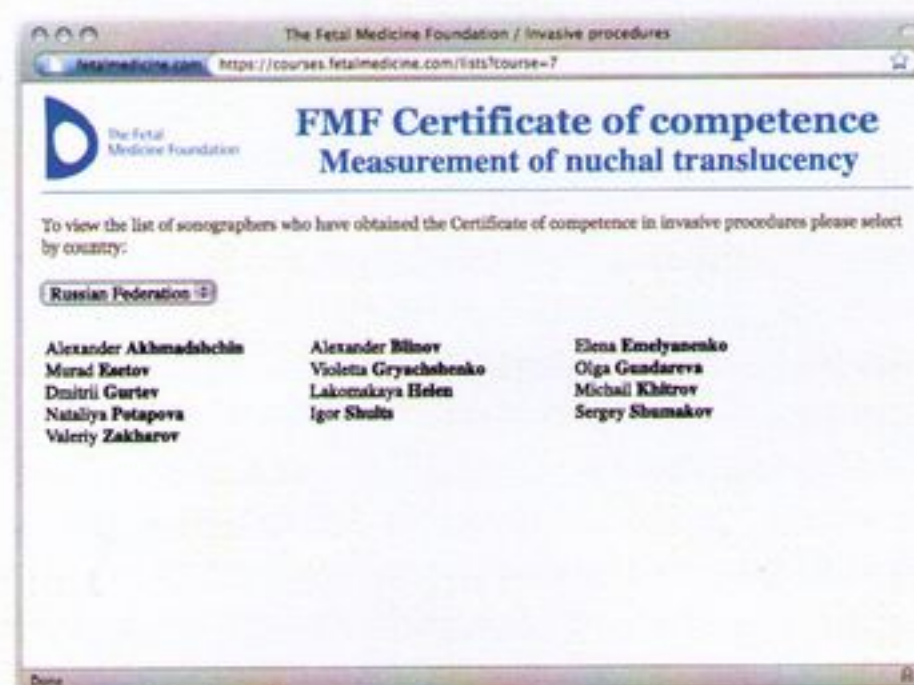 The Fetal Medicine Foundation / Invasive procedures
fetalmedicine.com https://courses.fetalmedicine.com/lists?course=7
The Fetal
Medicine Foundation
FMF Certificate of competence
Measurement of nuchal translucency
To view the list of sonographers who have obtained the Certificate of competence in invasive procedures please select
by country:
Russian Federation
Alexander Akhmadshchin Alexander Blinov Elena Emelyanenko
Murad Esetov Violetta Gryachshenko Olga Gundareva
Dmitrii Gurtev Lakomskaya Helen Michail Khitrov
Nataliya Potapova Igor Shults Sergey Shumakov
Valeriy Zakharov
Done